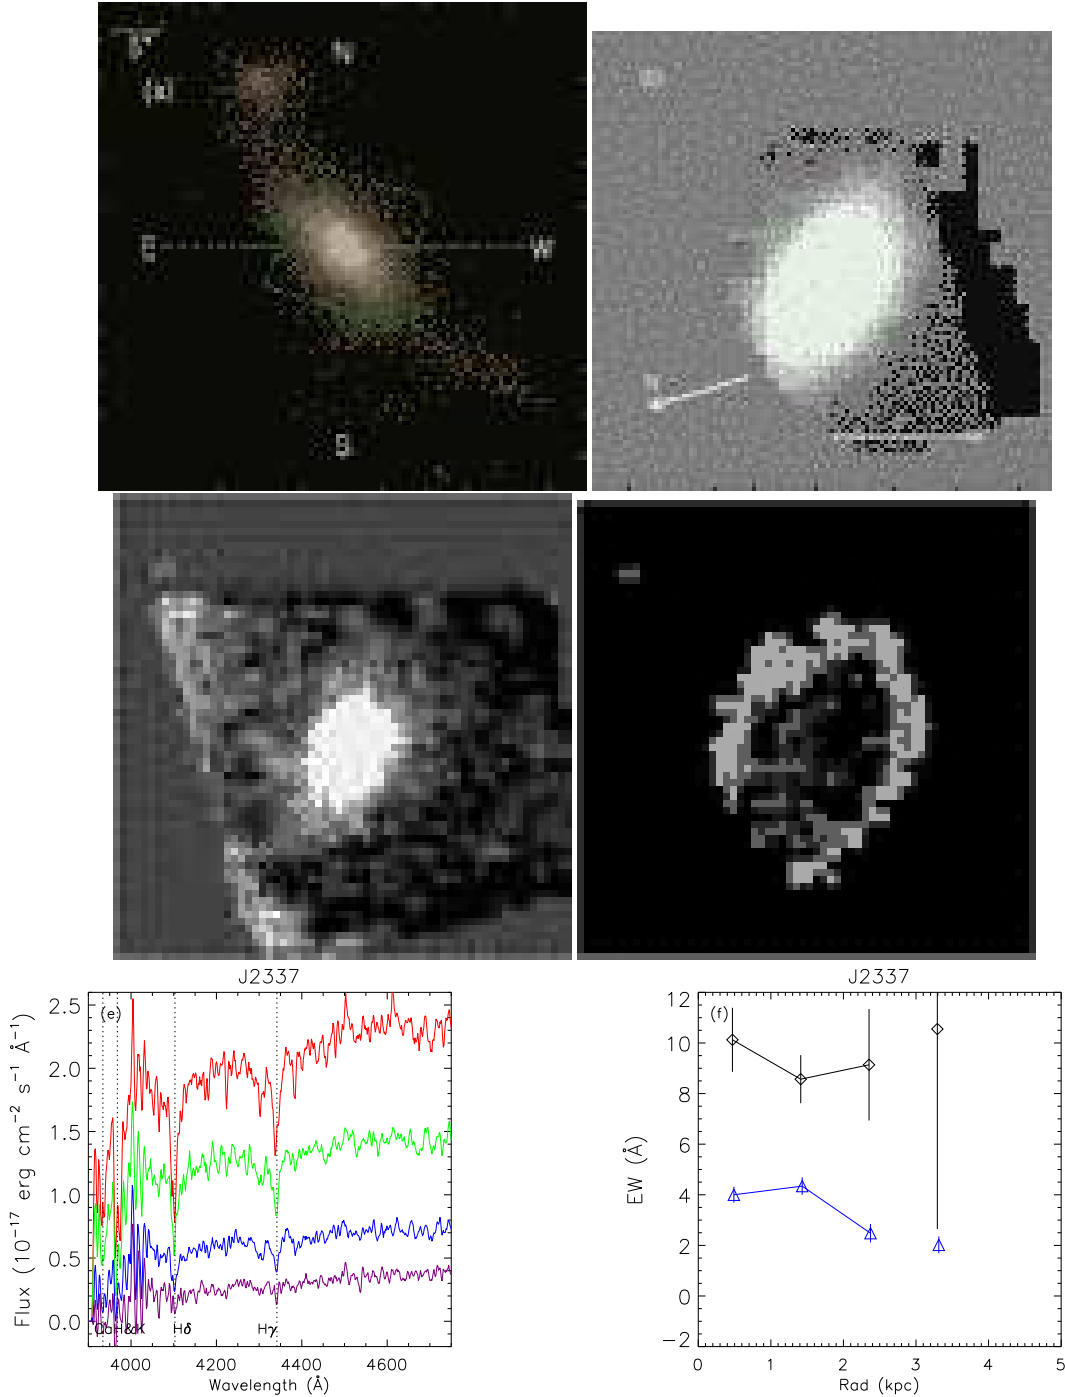 5"
N
(a)
E
W
S
N
J2337
J2337
(e)
2.5
2.0
1.5
1.0
0.5
0.0
Flux (10⁻¹⁷ erg cm⁻² s⁻¹ Å⁻¹)
Ca H & K
Hδ
Hγ
4000 4200 4400 4600
Wavelength (Å)
(f)
12
10
8
6
4
2
0
−2
EW (Å)
0 1 2 3 4 5
Rad (kpc)